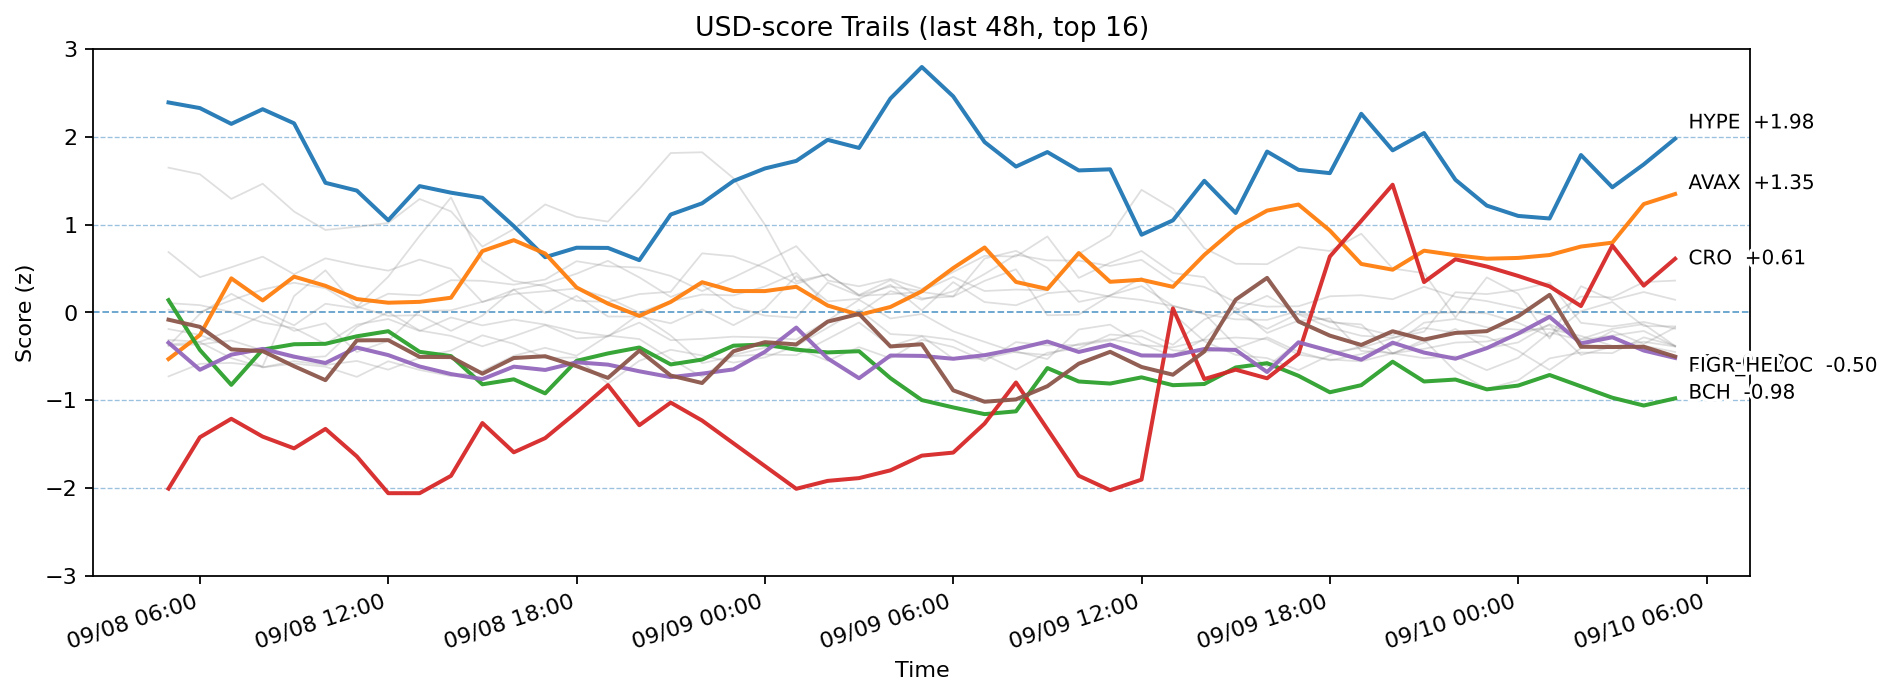 USD-score Trails (last 48h, top 16)
Score (z)
3
2
1
0
−1
−2
−3
HYPE +1.98
AVAX +1.35
CRO +0.61
FIGR_HELOC -0.50
BCH -0.98
09/08 06:00
09/08 12:00
09/08 18:00
09/09 00:00
09/09 06:00
09/09 12:00
09/09 18:00
09/10 00:00
09/10 06:00
Time